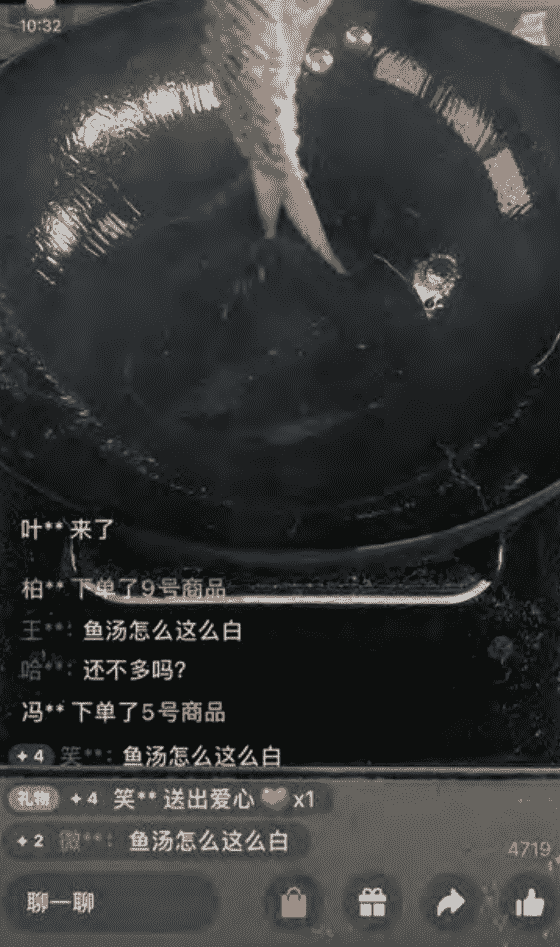 10:32
叶** 来了
柏** 下单了9号商品
王**: 鱼汤怎么这么白
哈**: 还不多吗?
冯** 下单了5号商品
+4 笑**: 鱼汤怎么这么白
礼物 +4 笑** 送出爱心 x1
+2 微**: 鱼汤怎么这么白
4719
聊一聊